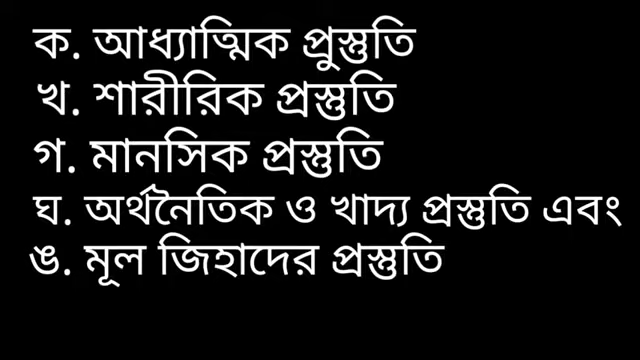 ক. আধ্যাত্মিক প্রুস্তুতি
খ. শারীরিক প্রস্তুতি
গ. মানসিক প্রস্তুতি
ঘ. অর্থনৈতিক ও খাদ্য প্রস্তুতি এবং
ঙ. মূল জিহাদের প্রস্তুতি